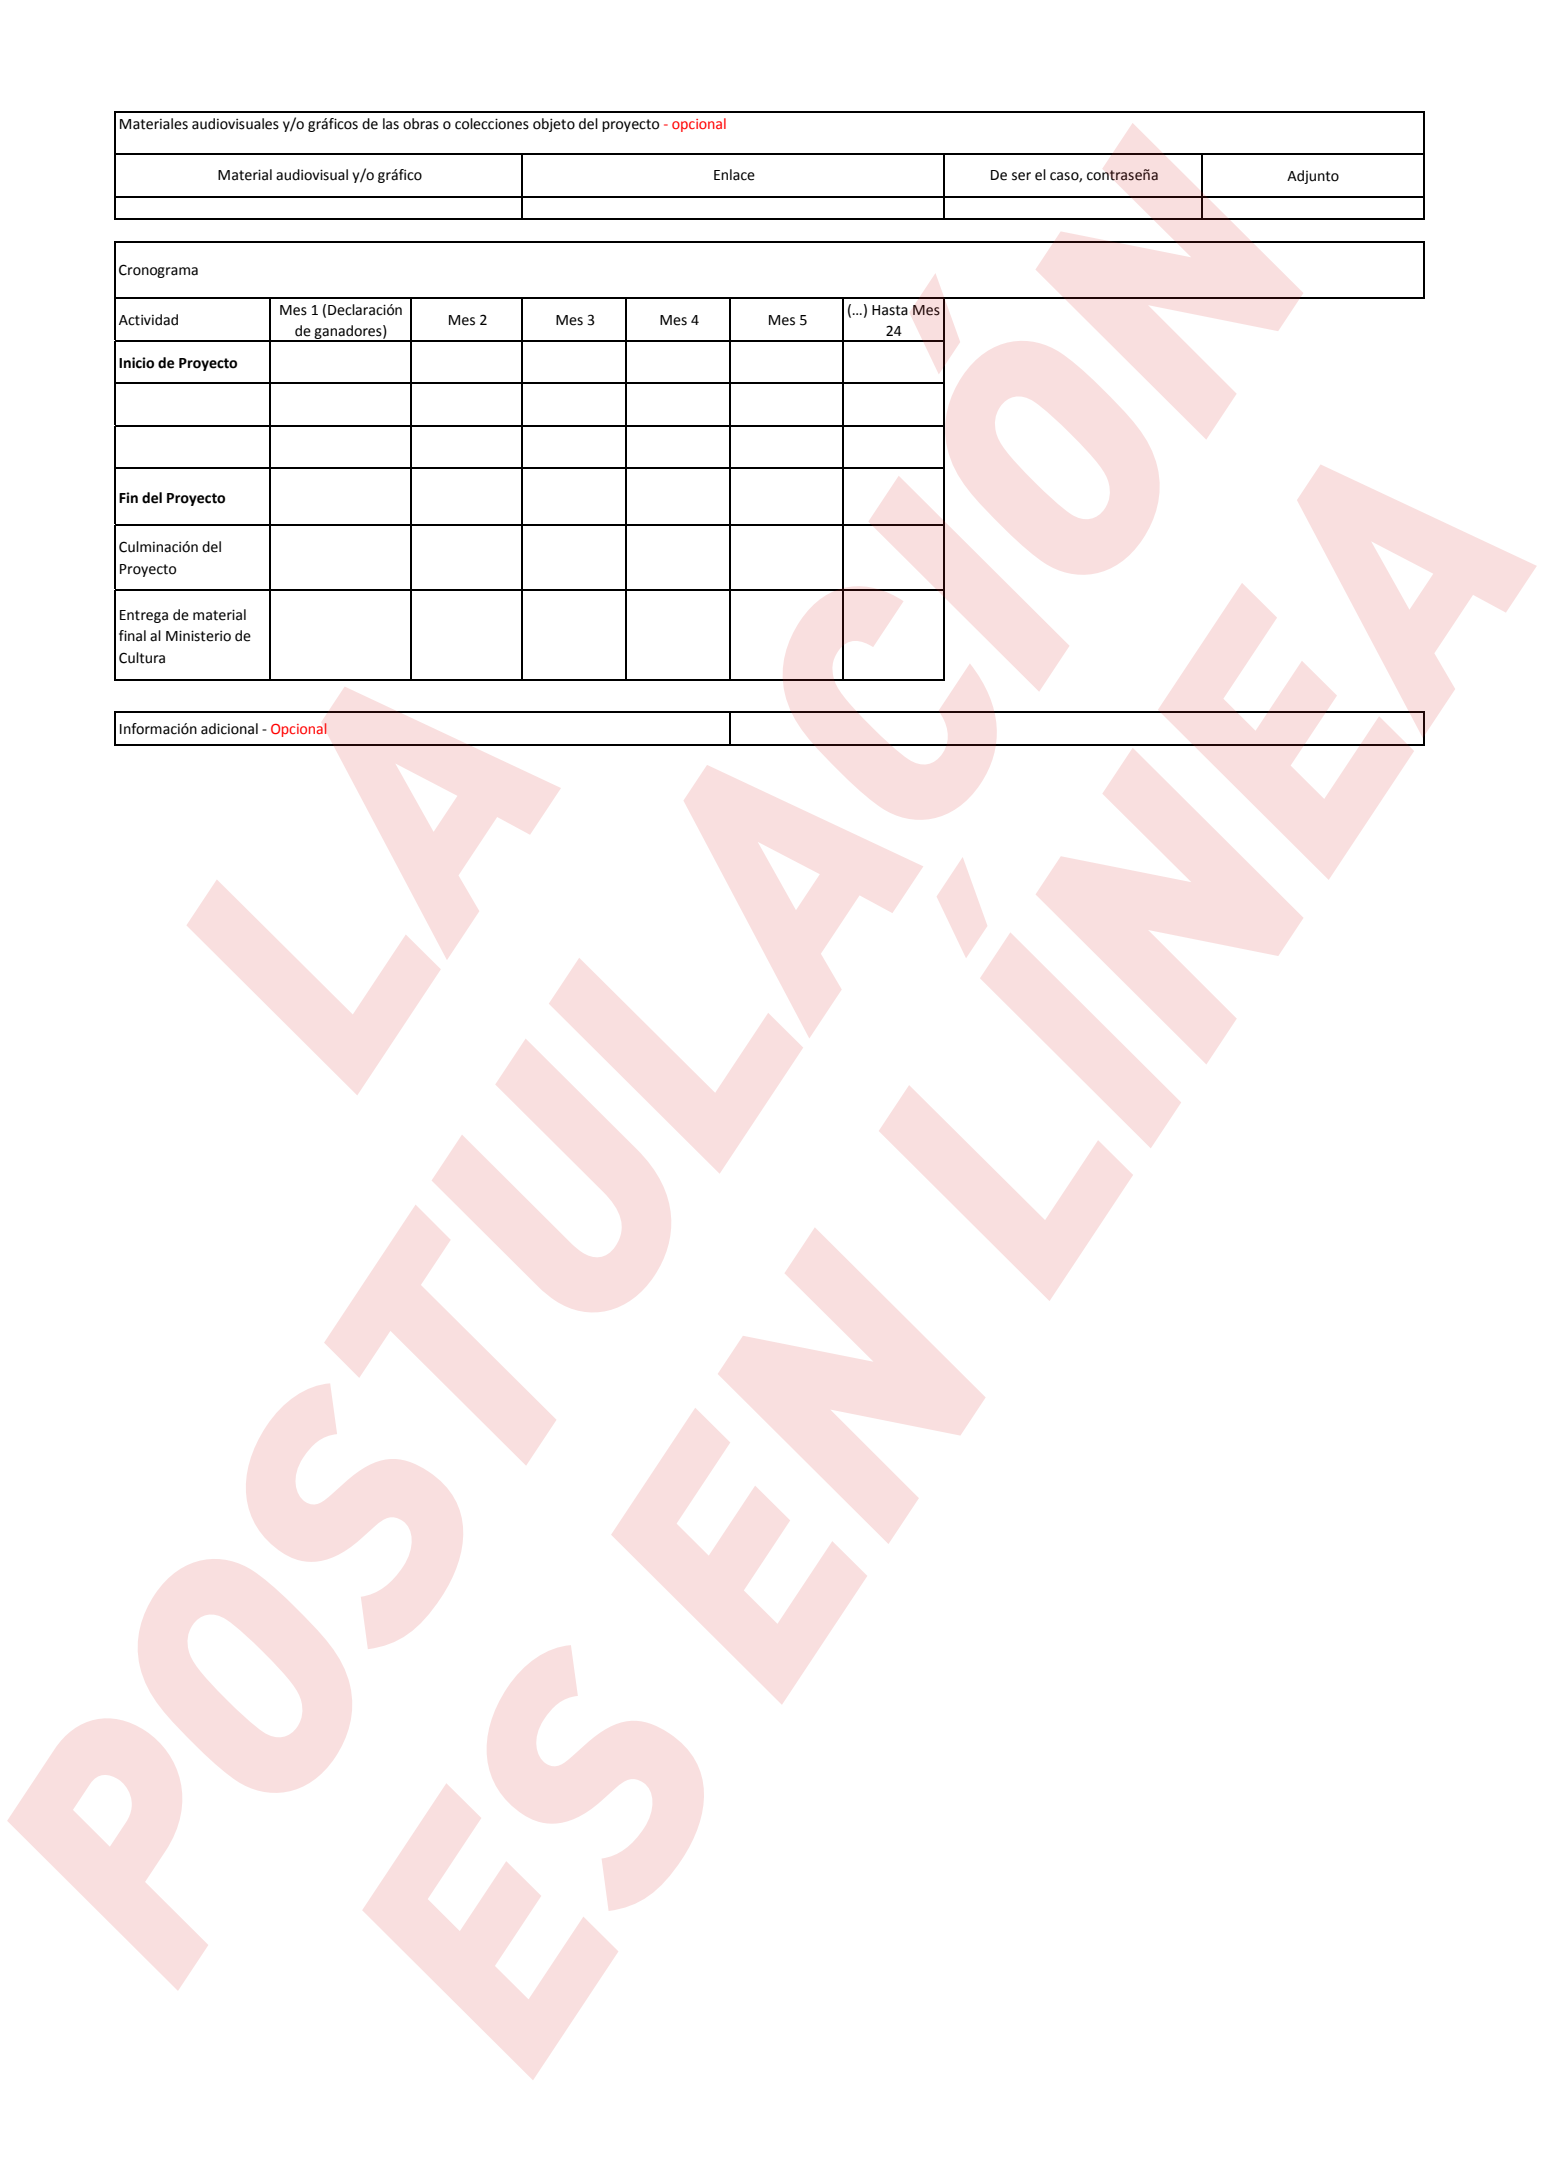 Materiales audiovisuales y/o gráficos de las obras o colecciones objeto del proyecto - opcional
Material audiovisual y/o gráfico Enlace De ser el caso, contraseña Adjunto
Cronograma
Actividad Mes 1 (Declaración de ganadores) Mes 2 Mes 3 Mes 4 Mes 5 (...) Hasta Mes 24
Inicio de Proyecto
Fin del Proyecto
Culminación del
Proyecto
Entrega de material
final al Ministerio de
Cultura
Información adicional - Opcional
LA
POSTULACIÓN
ES EN LÍNEA